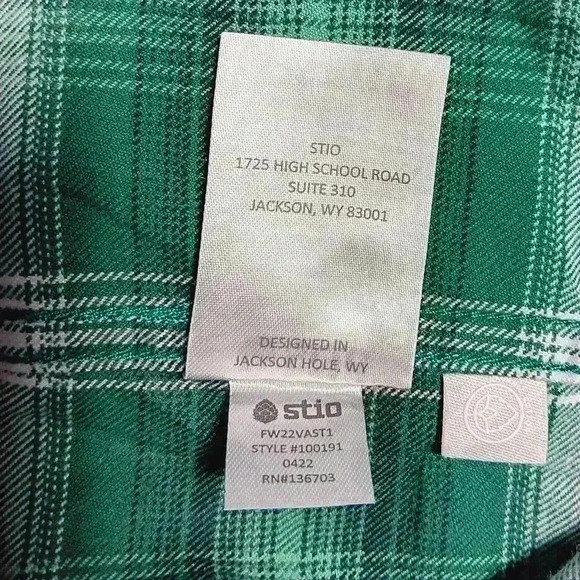 STIO
1725 HIGH SCHOOL ROAD
SUITE 310
JACKSON, WY 83001
DESIGNED IN
JACKSON HOLE, WY
stio
FW22VAST1
STYLE #100191
0422
RN#136703